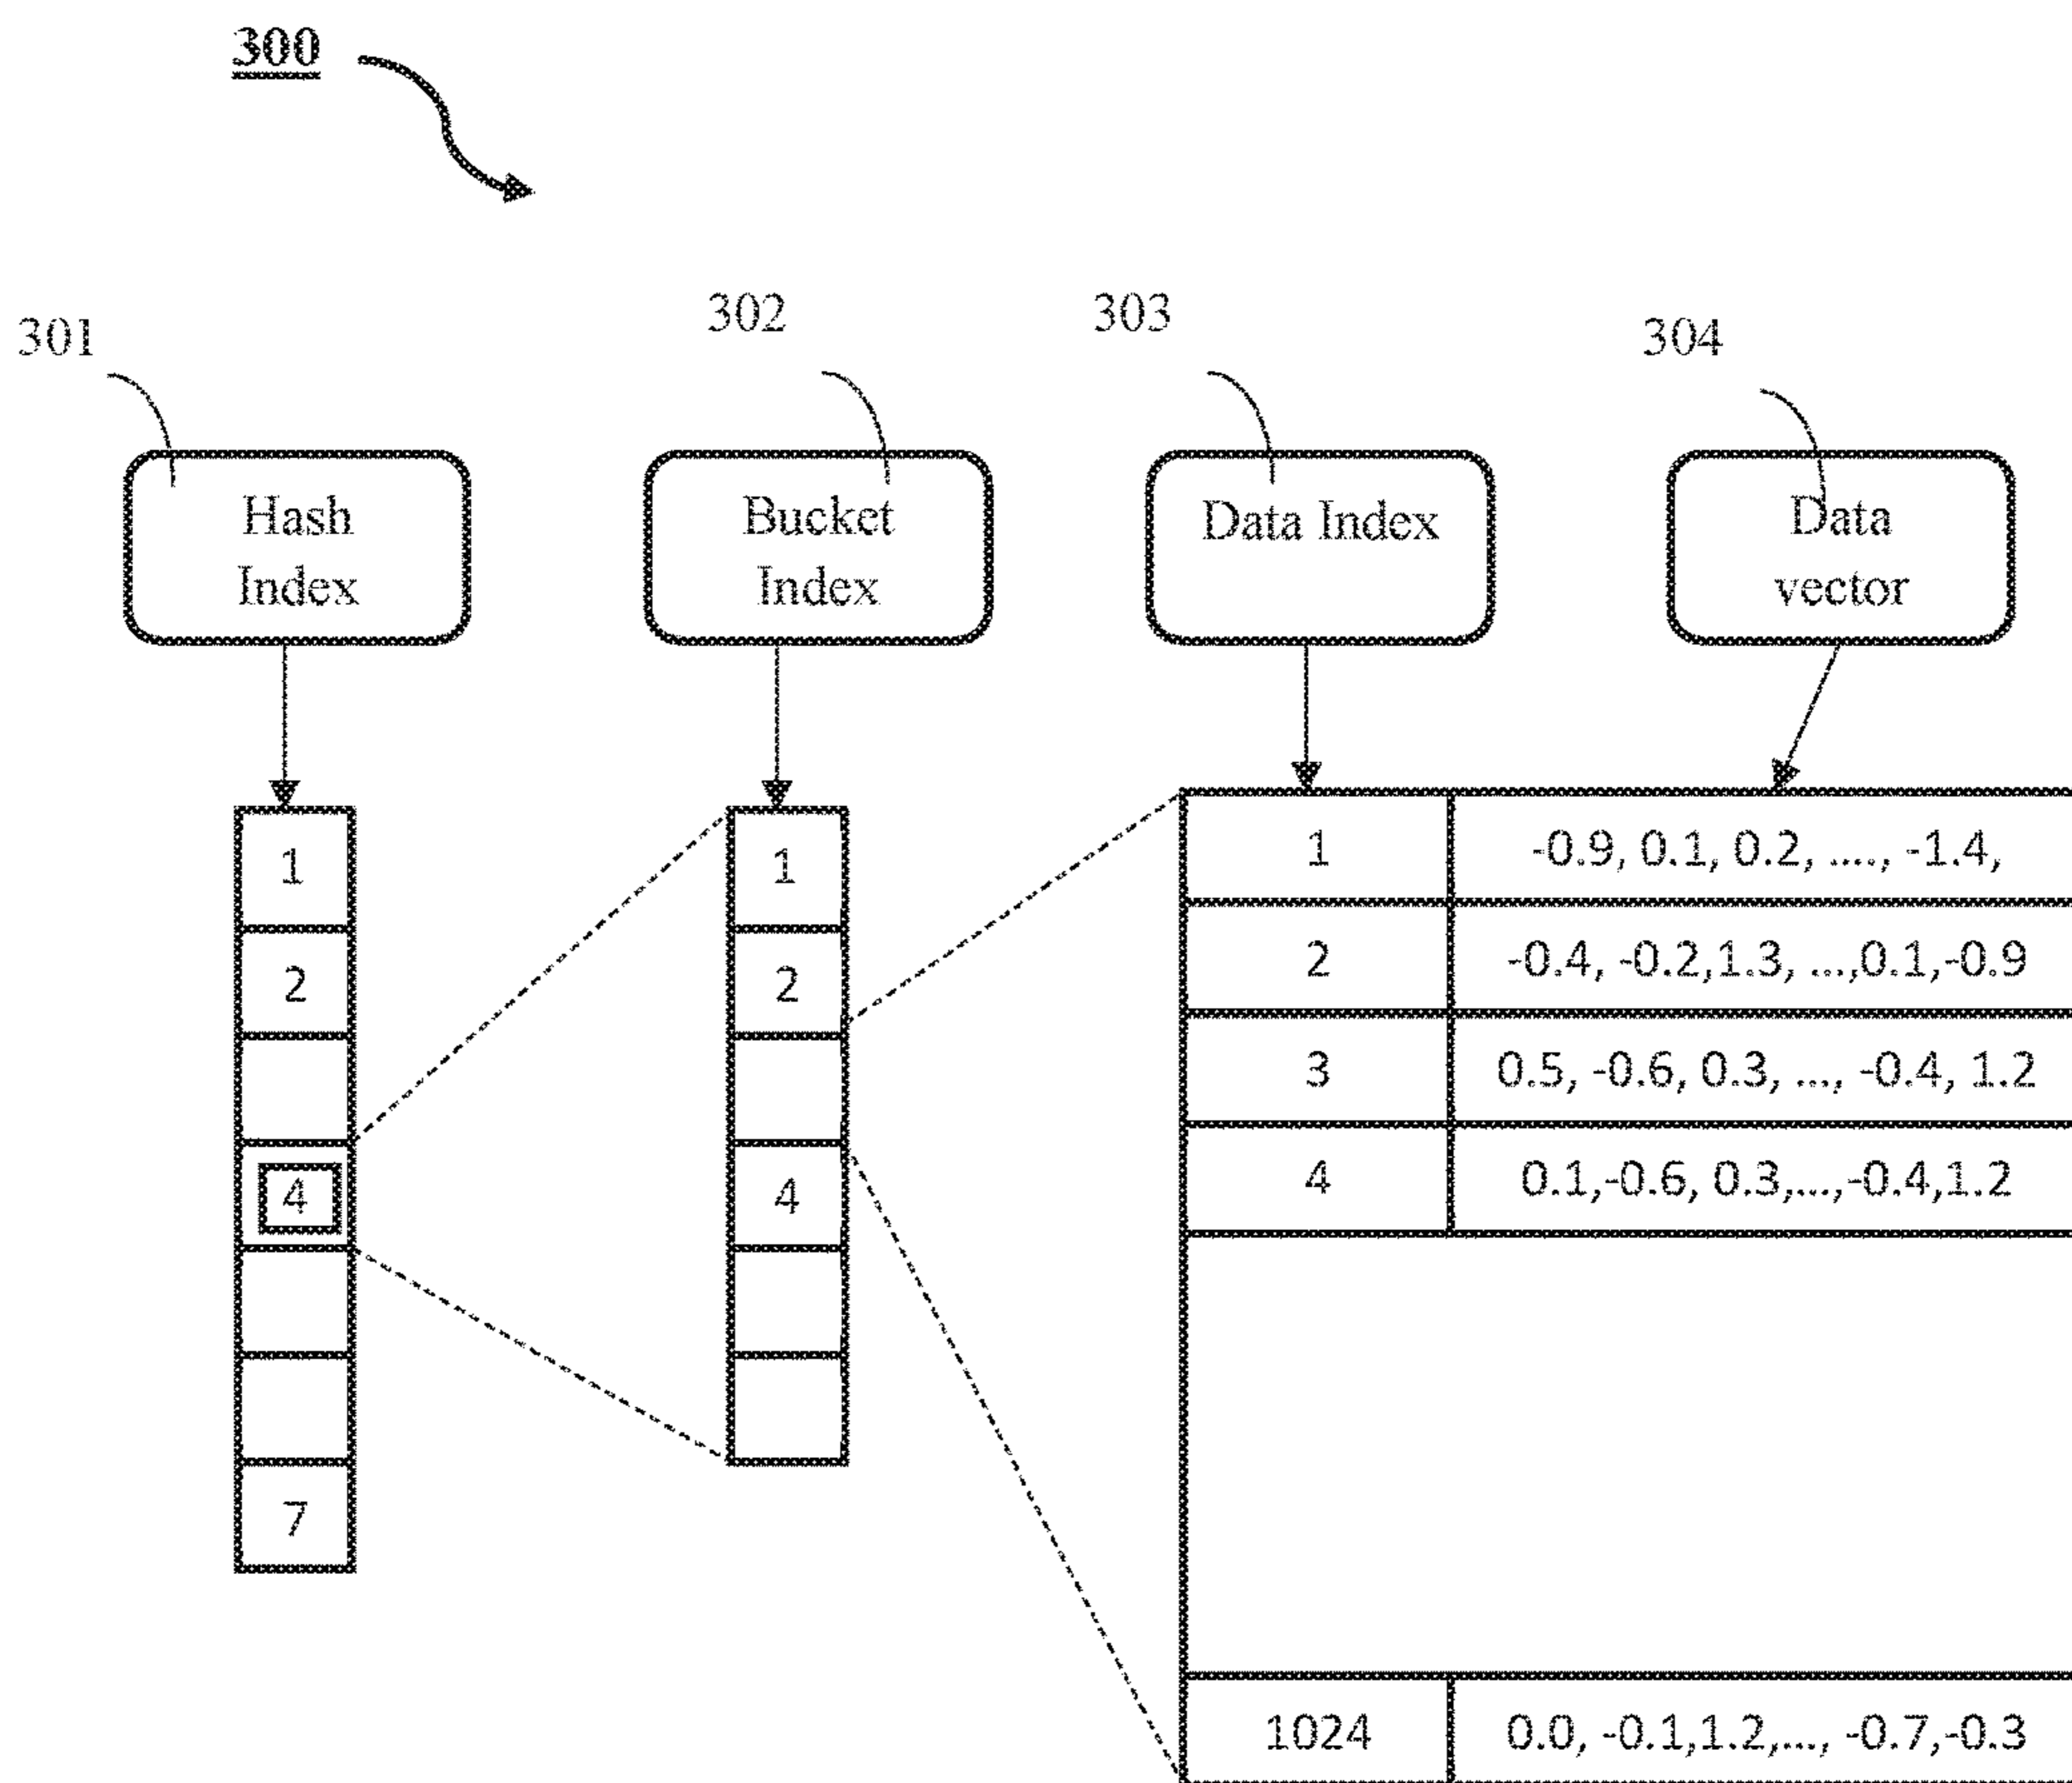 300
301
302
303
304
Hash
Index
Bucket
Index
Data Index
Data
vector
1
2
4
7
1
2
4
1 -0.9, 0.1, 0.2, ...., -1.4,
2 -0.4, -0.2,1.3, ...,0.1,-0.9
3 0.5, -0.6, 0.3, ..., -0.4, 1.2
4 0.1,-0.6, 0.3,...,-0.4,1.2
1024 0.0, -0.1,1.2,..., -0.7,-0.3